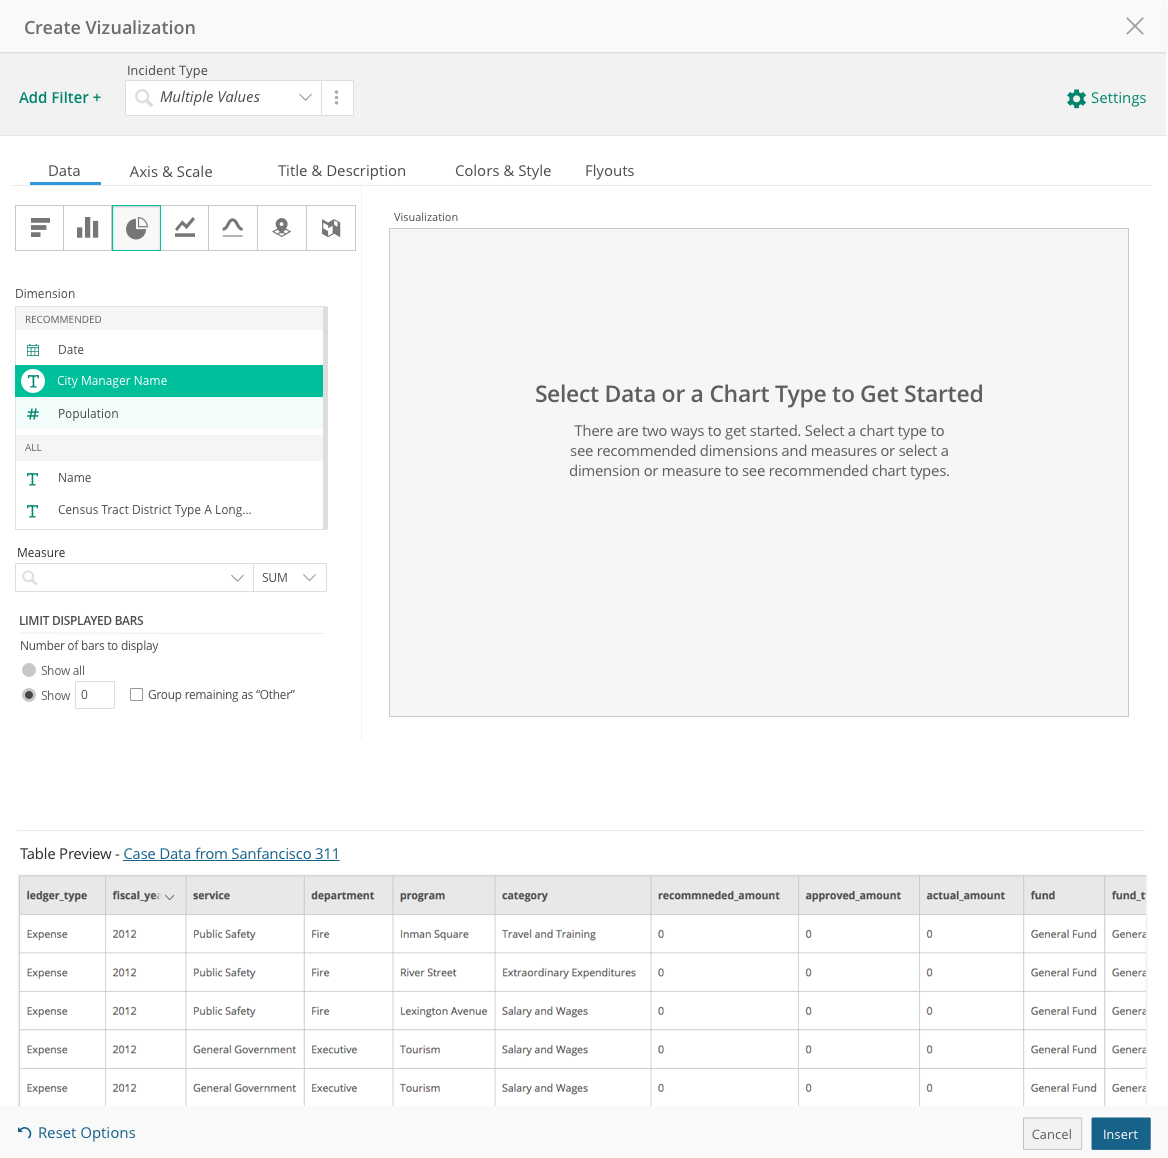 Create Vizualization
Incident Type
Add Filter +
Multiple Values
Settings
Data
Axis & Scale
Title & Description
Colors & Style
Flyouts
Visualization
Dimension
RECOMMENDED
Date
City Manager Name
Population
ALL
Name
Census Tract District Type A Long...
Measure
SUM
LIMIT DISPLAYED BARS
Number of bars to display
Show all
Show 0 Group remaining as “Other”
Select Data or a Chart Type to Get Started
There are two ways to get started. Select a chart type to
see recommended dimensions and measures or select a
dimension or measure to see recommended chart types.
Table Preview - Case Data from Sanfancisco 311
ledger_type fiscal_ye service department program category recommneded_amount approved_amount actual_amount fund fund_t
Expense 2012 Public Safety Fire Inman Square Travel and Training 0 0 0 General Fund Genera
Expense 2012 Public Safety Fire River Street Extraordinary Expenditures 0 0 0 General Fund Genera
Expense 2012 Public Safety Fire Lexington Avenue Salary and Wages 0 0 0 General Fund Genera
Expense 2012 General Government Executive Tourism Salary and Wages 0 0 0 General Fund Genera
Expense 2012 General Government Executive Tourism Salary and Wages 0 0 0 General Fund Genera
Reset Options
Cancel
Insert